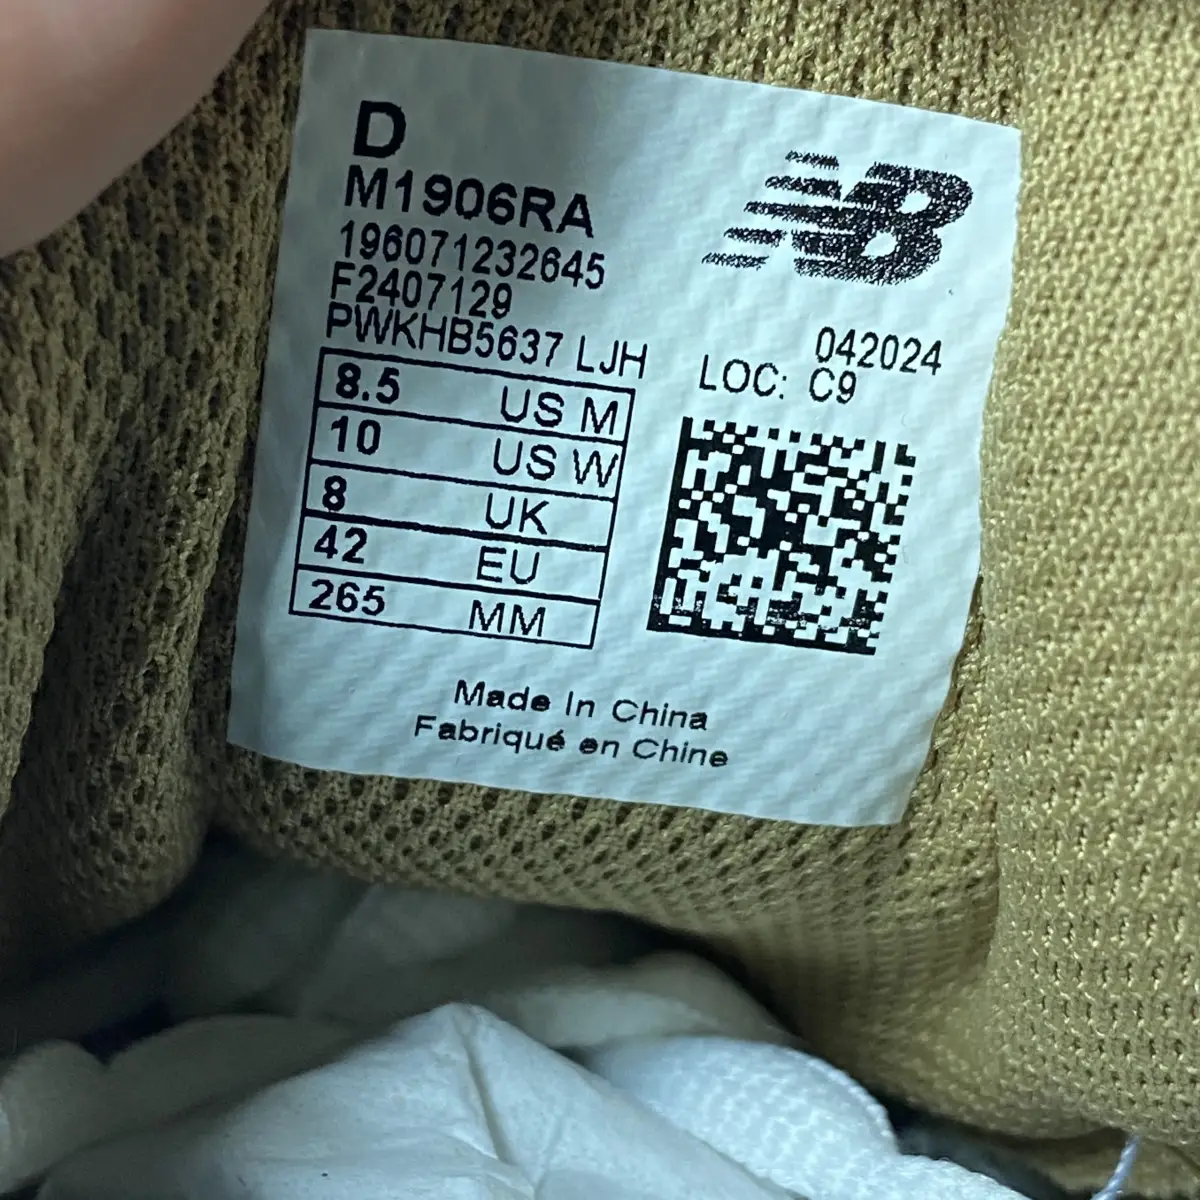 D
M1906RA
196071232645
F2407129
PWKHB5637 LJH
8.5 US M
10 US W
8 UK
42 EU
265 MM
NB
042024
LOC: C9
Made In China
Fabriqué en Chine